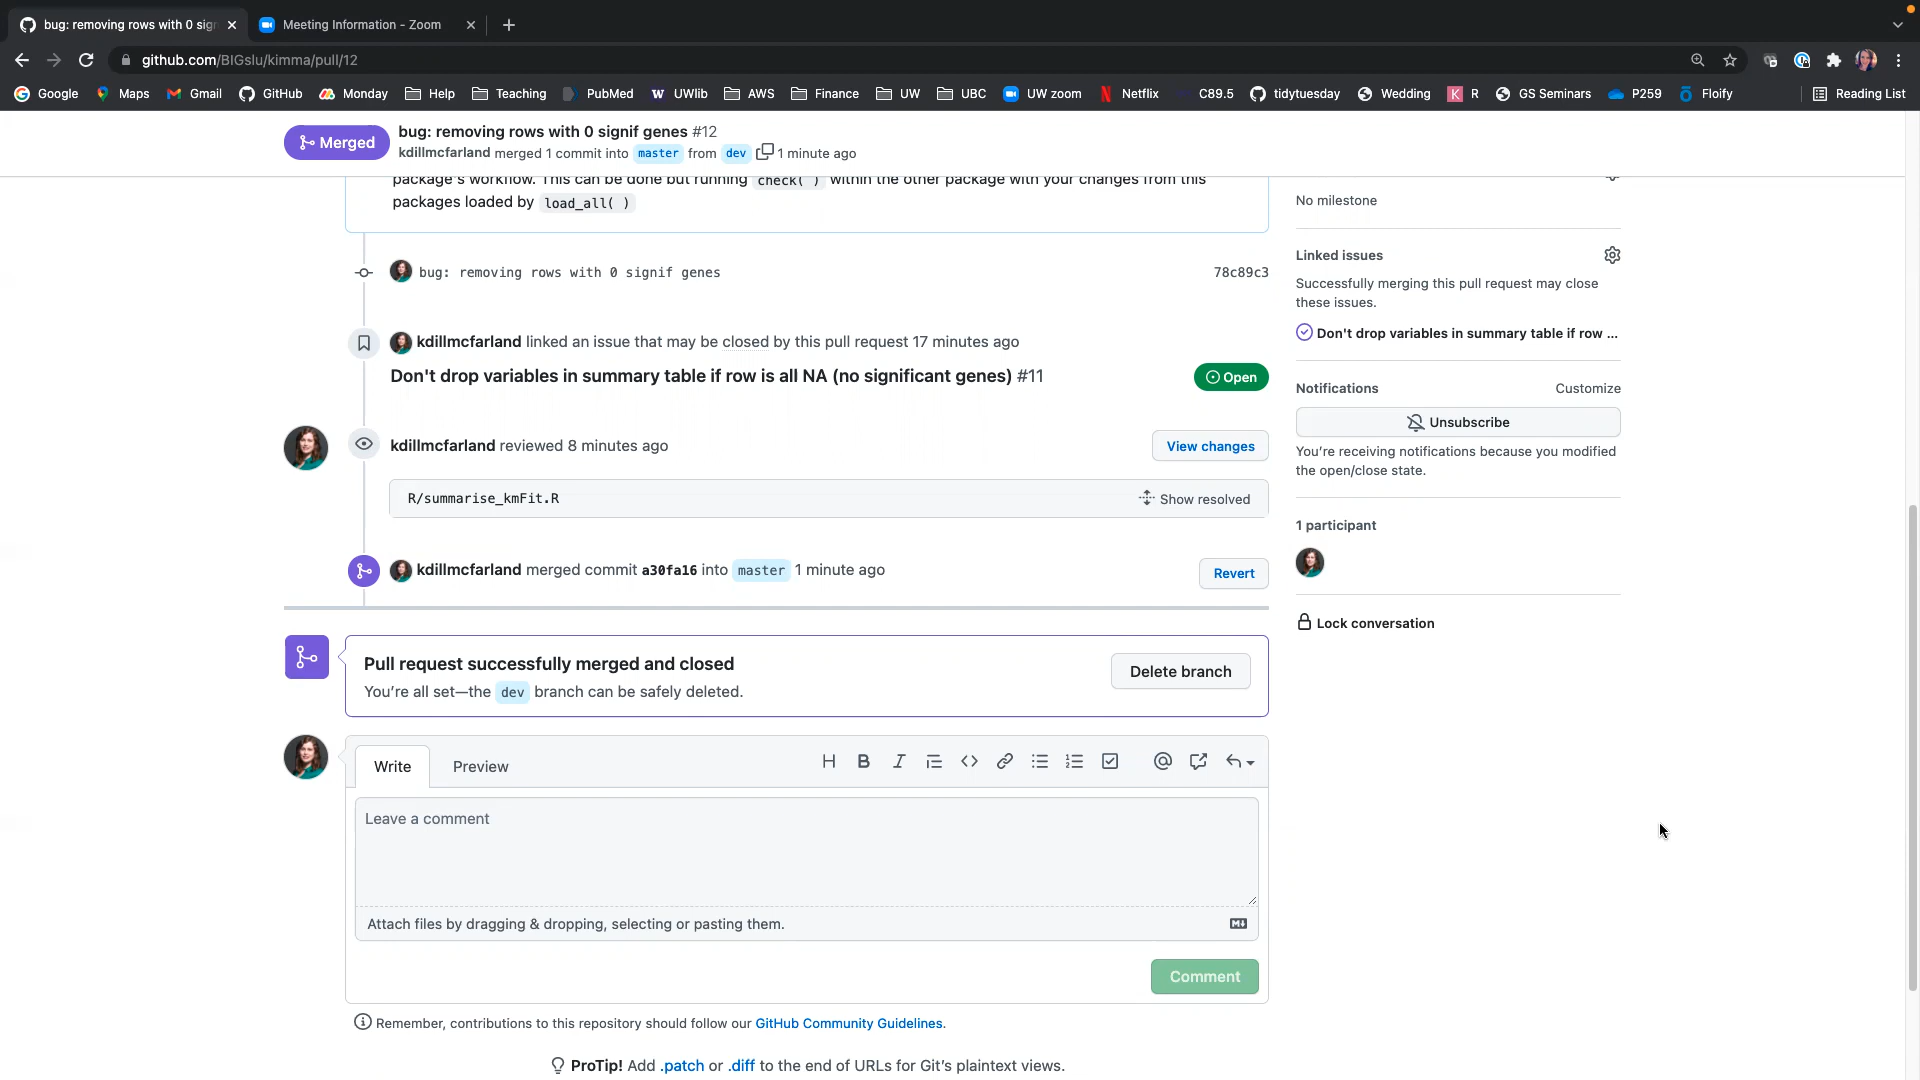 bug: removing rows with 0 sign
Meeting Information - Zoom
github.com/BIGslu/kimma/pull/12
Google
Maps
Gmail
GitHub
Monday
Help
Teaching
PubMed
UWlib
AWS
Finance
UW
UBC
UW zoom
Netflix
C89.5
tidytuesday
Wedding
R
GS Seminars
P259
Floify
Reading List
Merged
bug: removing rows with 0 signif genes #12
kdillmcfarland merged 1 commit into master from dev 1 minute ago
package's workflow. This can be done but running check( ) within the other package with your changes from this
packages loaded by load_all( )
bug: removing rows with 0 signif genes
78c89c3
kdillmcfarland linked an issue that may be closed by this pull request 17 minutes ago
Don't drop variables in summary table if row is all NA (no significant genes) #11
Open
kdillmcfarland reviewed 8 minutes ago
View changes
R/summarise_kmFit.R
Show resolved
kdillmcfarland merged commit a30fa16 into master 1 minute ago
Revert
Pull request successfully merged and closed
You're all set—the dev branch can be safely deleted.
Delete branch
Write
Preview
Leave a comment
Attach files by dragging & dropping, selecting or pasting them.
Comment
Remember, contributions to this repository should follow our GitHub Community Guidelines.
ProTip! Add .patch or .diff to the end of URLs for Git's plaintext views.
No milestone
Linked issues
Successfully merging this pull request may close
these issues.
Don't drop variables in summary table if row ...
Notifications
Customize
Unsubscribe
You're receiving notifications because you modified
the open/close state.
1 participant
Lock conversation